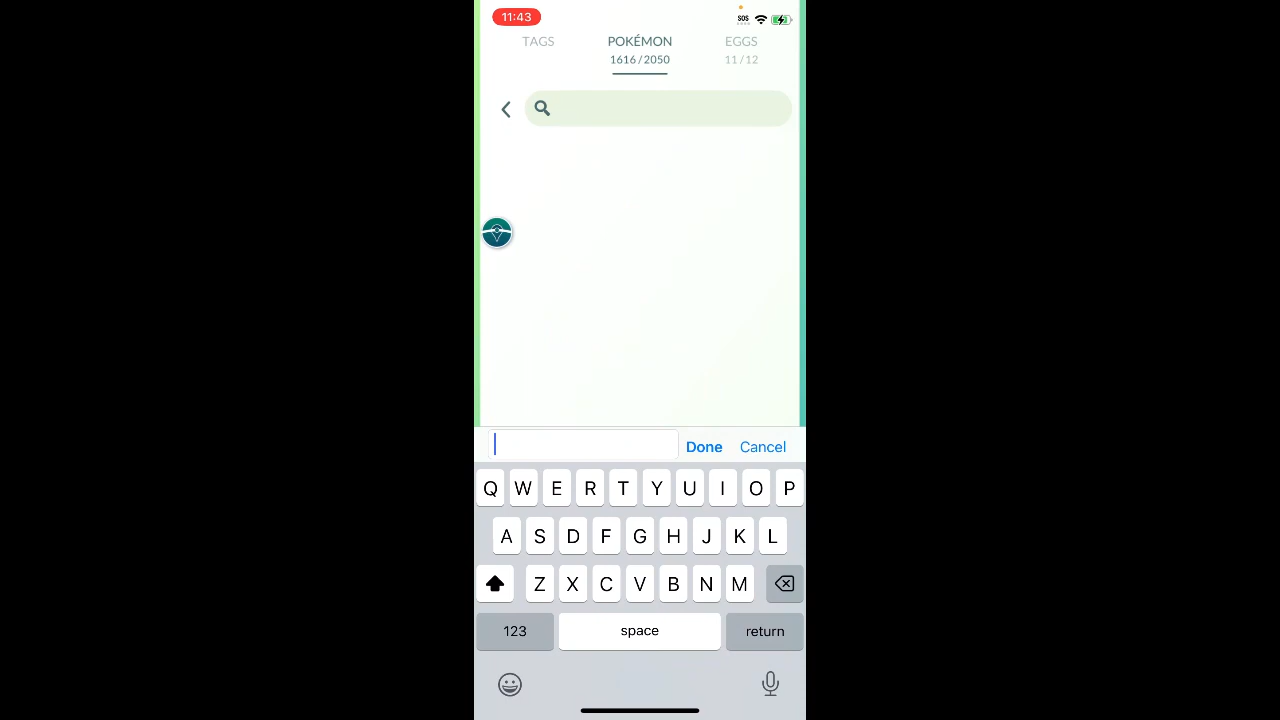 11:43
SOS
TAGS
POKÉMON
EGGS
1616 / 2050
11 / 12
Done
Cancel
Q W E R T Y U I O P
A S D F G H J K L
Z X C V B N M
123
space
return